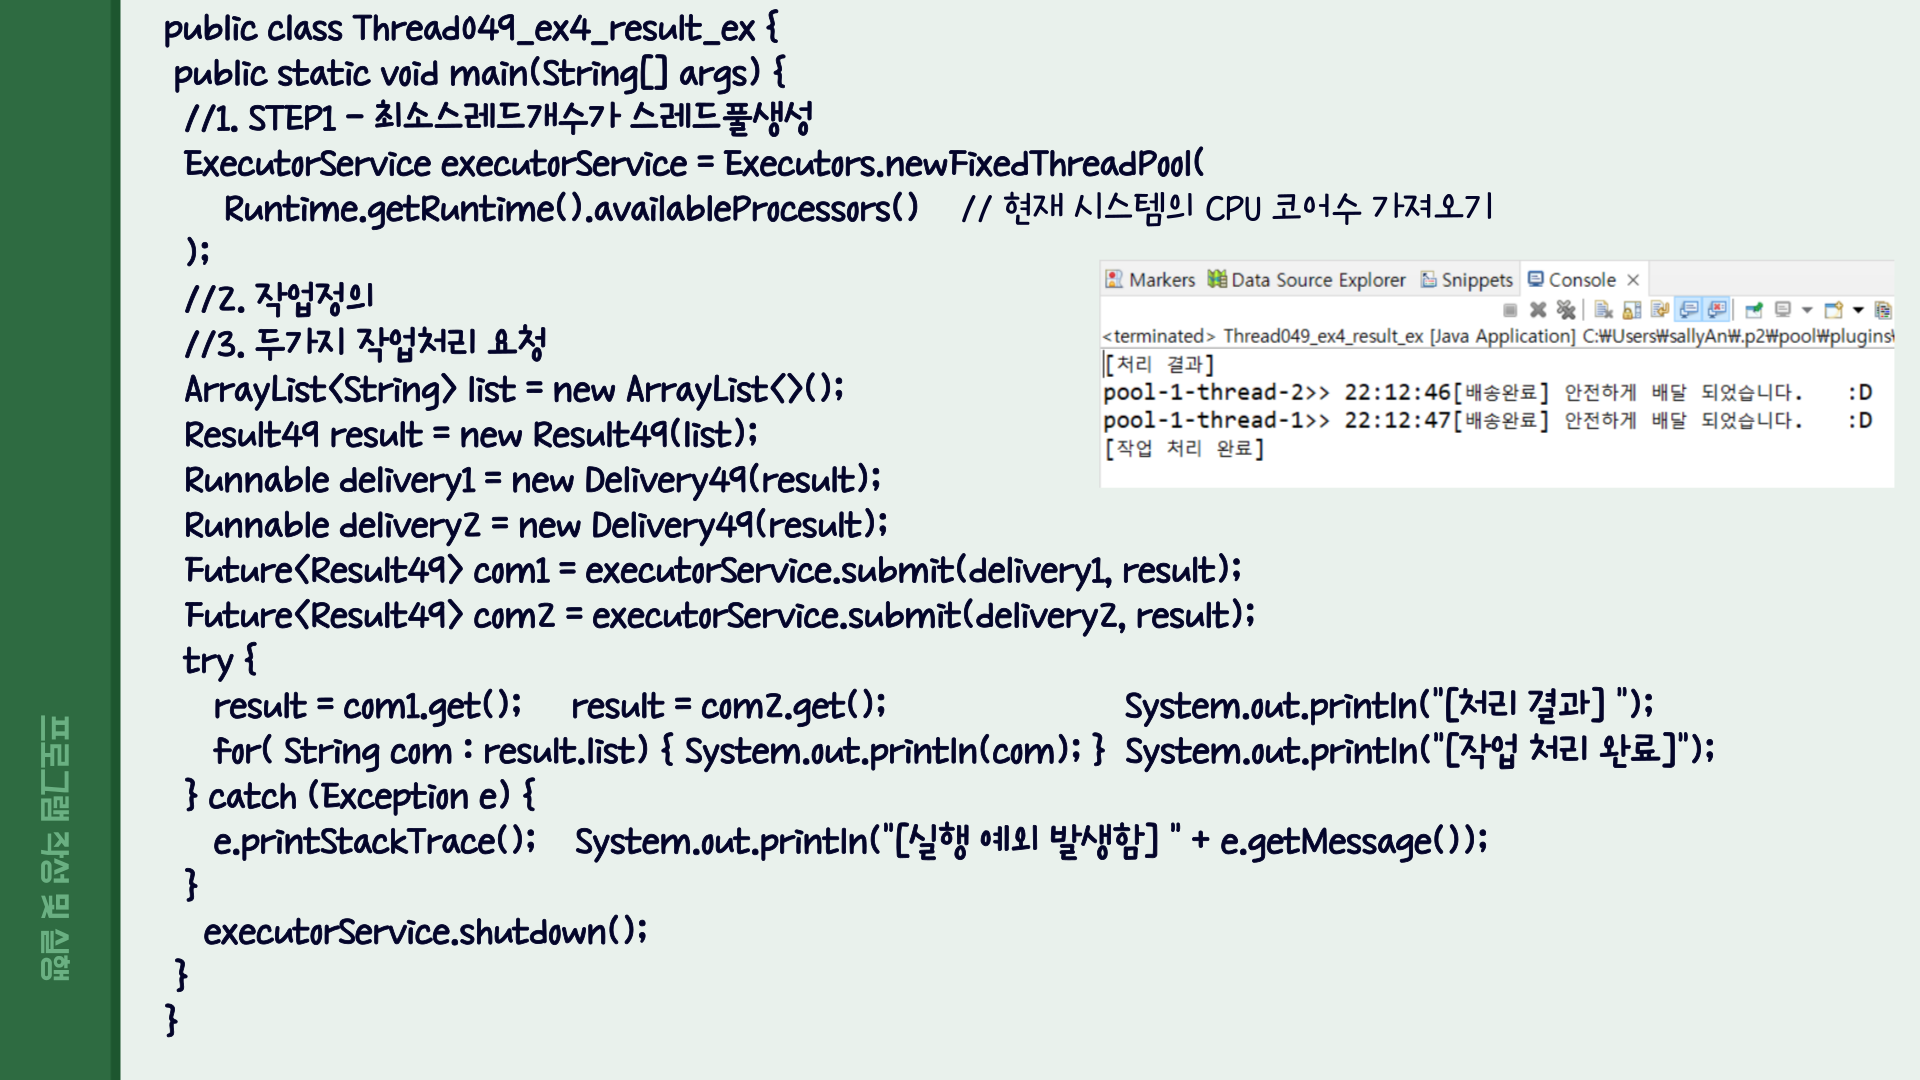 public class Thread049_ex4_result_ex {
public static void main(String[] args) {
//1. STEP1 - 최소스레드개수가 스레드풀생성
ExecutorService executorService = Executors.newFixedThreadPool(
Runtime.getRuntime().availableProcessors() // 현재 시스템의 CPU 코어수 가져오기
);
//2. 작업정의
//3. 두가지 작업처리 요청
ArrayList<String> list = new ArrayList<>();
Result49 result = new Result49(list);
Runnable delivery1 = new Delivery49(result);
Runnable delivery2 = new Delivery49(result);
Future<Result49> com1 = executorService.submit(delivery1, result);
Future<Result49> com2 = executorService.submit(delivery2, result);
try {
result = com1.get(); result = com2.get(); System.out.println("[처리 결과] ");
for( String com : result.list) { System.out.println(com); } System.out.println("[작업 처리 완료]");
} catch (Exception e) {
e.printStackTrace(); System.out.println("[실행 예외 발생함] " + e.getMessage());
}
executorService.shutdown();
}
}
Markers Data Source Explorer Snippets Console
<terminated> Thread049_ex4_result_ex [Java Application] C:₩Users₩sallyAn₩.p2₩pool₩plugins₩
[처리 결과]
pool-1-thread-2>> 22:12:46[배송완료] 안전하게 배달 되었습니다. :D
pool-1-thread-1>> 22:12:47[배송완료] 안전하게 배달 되었습니다. :D
[작업 처리 완료]
프로그램 작성 및 실행